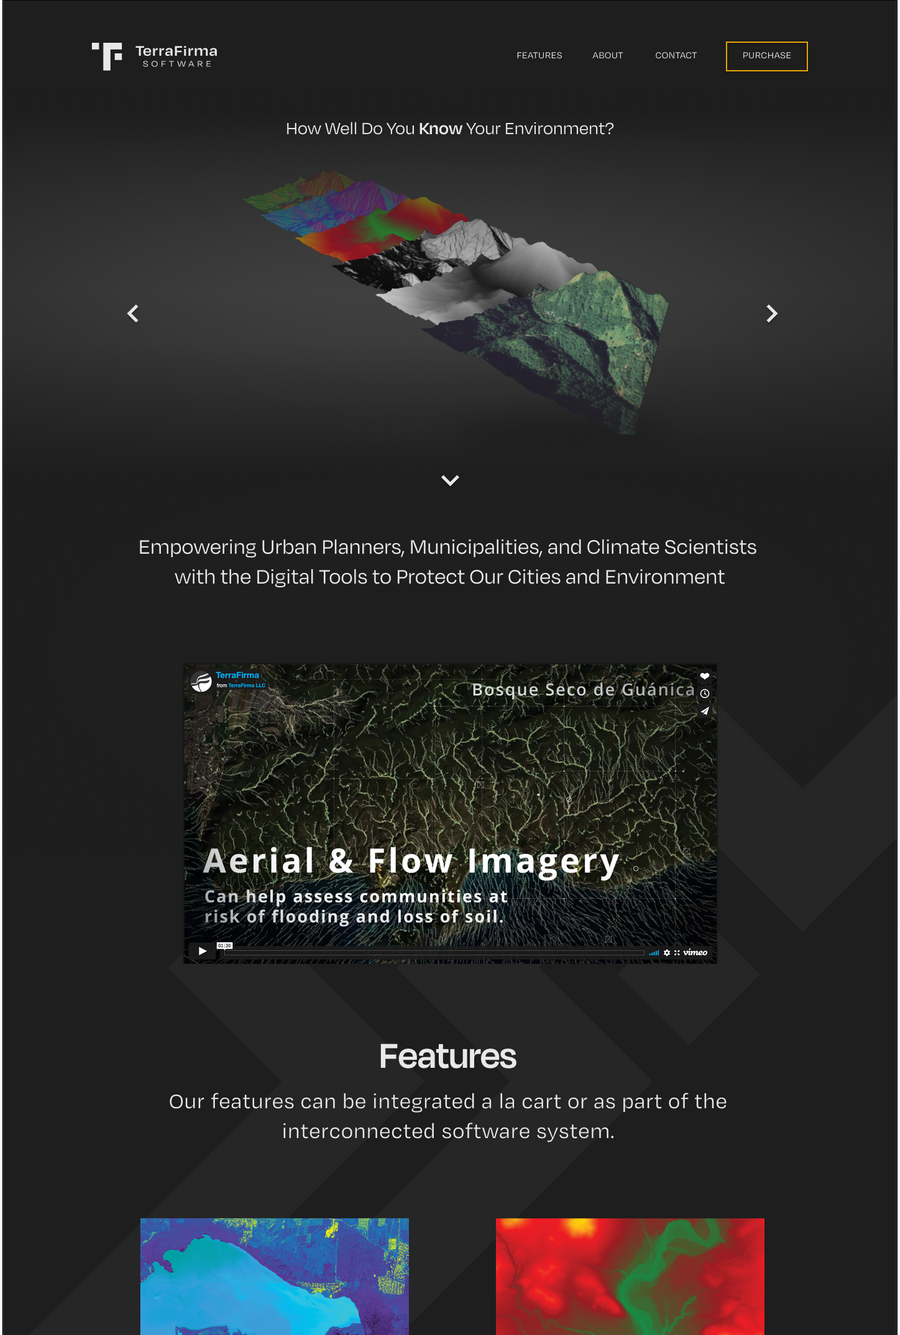 TerraFirma
SOFTWARE
FEATURES
ABOUT
CONTACT
PURCHASE
How Well Do You Know Your Environment?
Empowering Urban Planners, Municipalities, and Climate Scientists
with the Digital Tools to Protect Our Cities and Environment
TerraFirma
from TerraFirma LLC
Bosque Seco de Guánica
Aerial & Flow Imagery
Can help assess communities at
risk of flooding and loss of soil.
01:30
vimeo
Features
Our features can be integrated a la cart or as part of the
interconnected software system.